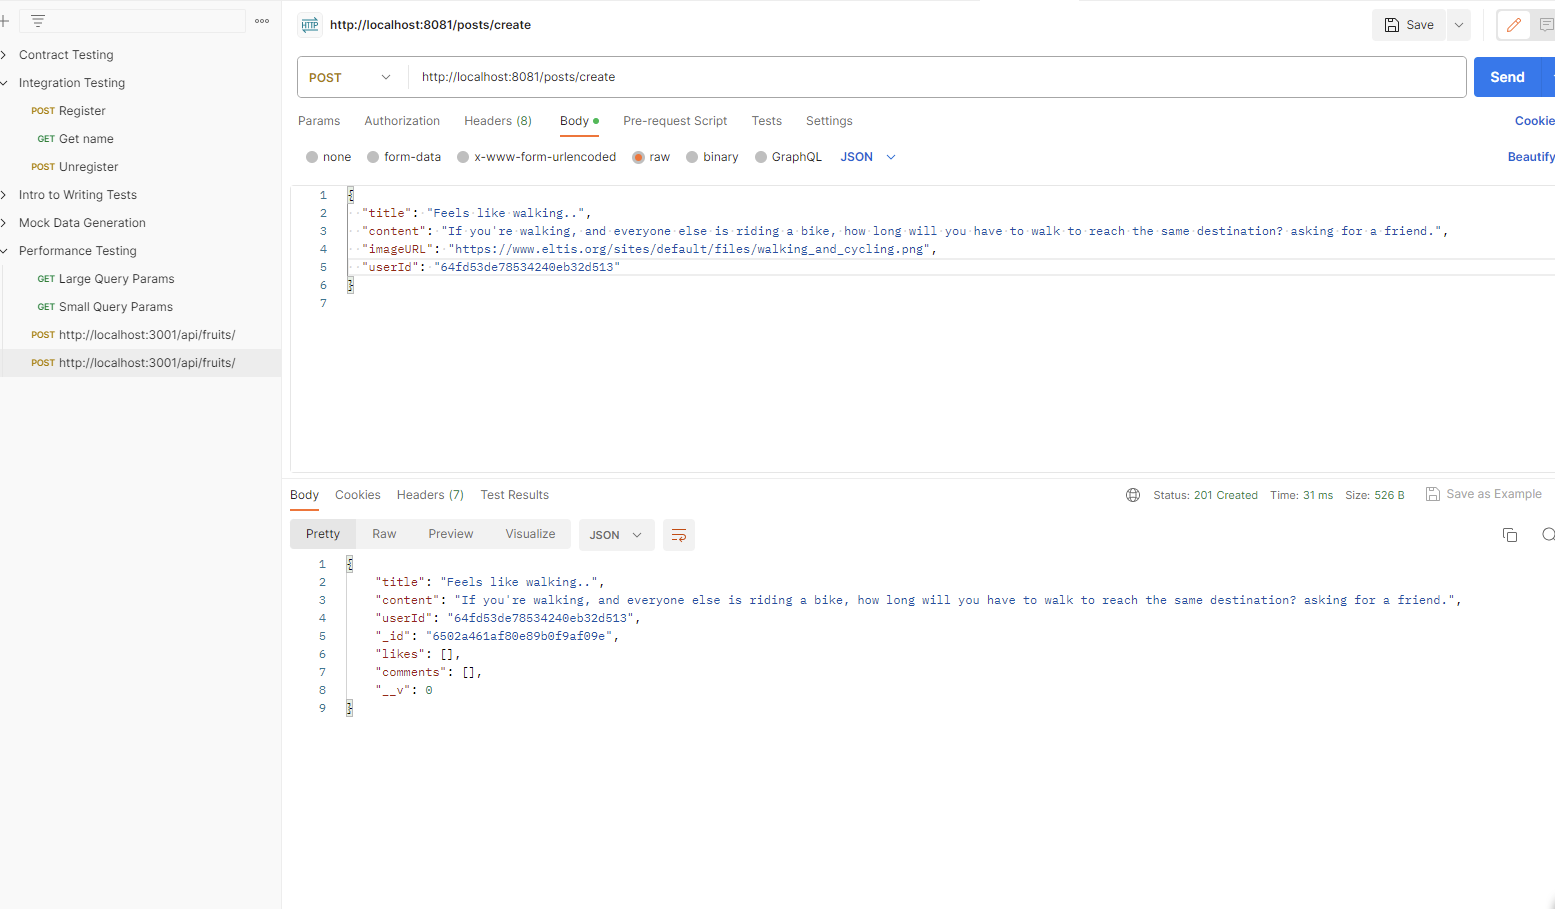 Contract Testing
Integration Testing
POST Register
GET Get name
POST Unregister
Intro to Writing Tests
Mock Data Generation
Performance Testing
GET Large Query Params
GET Small Query Params
POST http://localhost:3001/api/fruits/
POST http://localhost:3001/api/fruits/
HTTP http://localhost:8081/posts/create
Save
POST http://localhost:8081/posts/create
Send
Params Authorization Headers (8) Body Pre-request Script Tests Settings Cookie
none form-data x-www-form-urlencoded raw binary GraphQL JSON Beautify
1 {
2 "title": "Feels like walking..",
3 "content": "If you're walking, and everyone else is riding a bike, how long will you have to walk to reach the same destination? asking for a friend.",
4 "imageURL": "https://www.eltis.org/sites/default/files/walking_and_cycling.png",
5 "userId": "64fd53de78534240eb32d513"
6 }
7
Body Cookies Headers (7) Test Results Status: 201 Created Time: 31 ms Size: 526 B Save as Example
Pretty Raw Preview Visualize JSON
1 {
2 "title": "Feels like walking..",
3 "content": "If you're walking, and everyone else is riding a bike, how long will you have to walk to reach the same destination? asking for a friend.",
4 "userId": "64fd53de78534240eb32d513",
5 "_id": "6502a461af80e89b0f9af09e",
6 "likes": [],
7 "comments": [],
8 "__v": 0
9 }